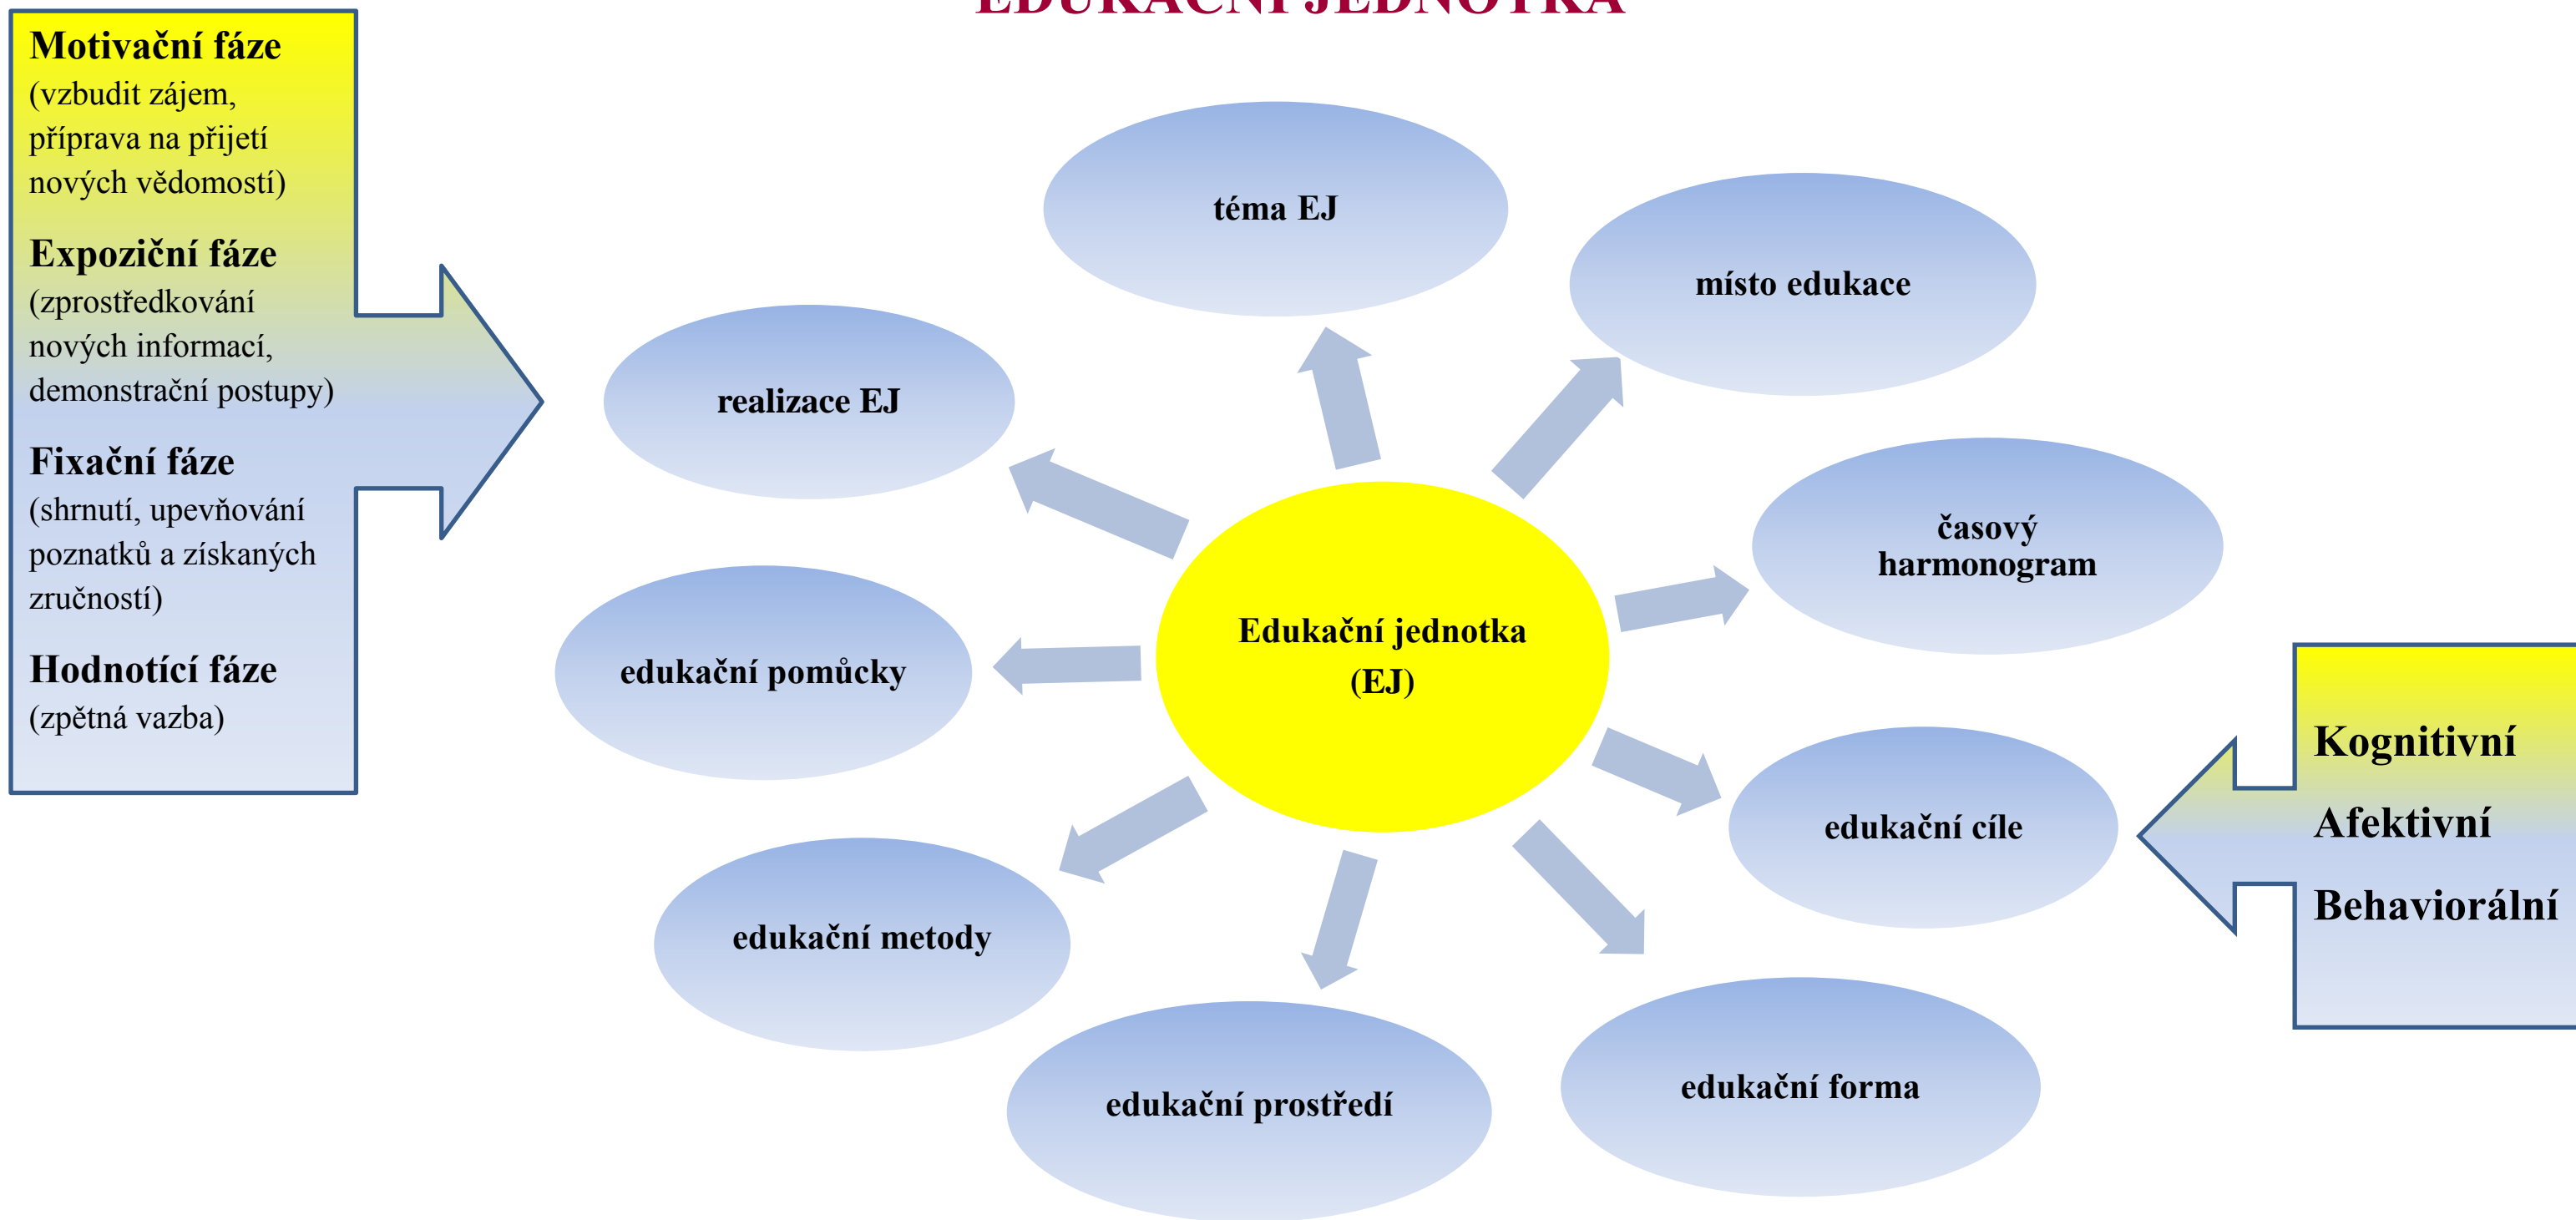 EDUKAČNÍ JEDNOTKA
Motivační fáze
(vzbudit zájem,
příprava na přijetí
nových vědomostí)
Expoziční fáze
(zprostředkování
nových informací,
demonstrační postupy)
Fixační fáze
(shrnutí, upevňování
poznatků a získaných
zručností)
Hodnotící fáze
(zpětná vazba)
téma EJ
místo edukace
časový
harmonogram
edukační cíle
edukační forma
edukační prostředí
edukační metody
edukační pomůcky
realizace EJ
Edukační jednotka
(EJ)
Kognitivní
Afektivní
Behaviorální